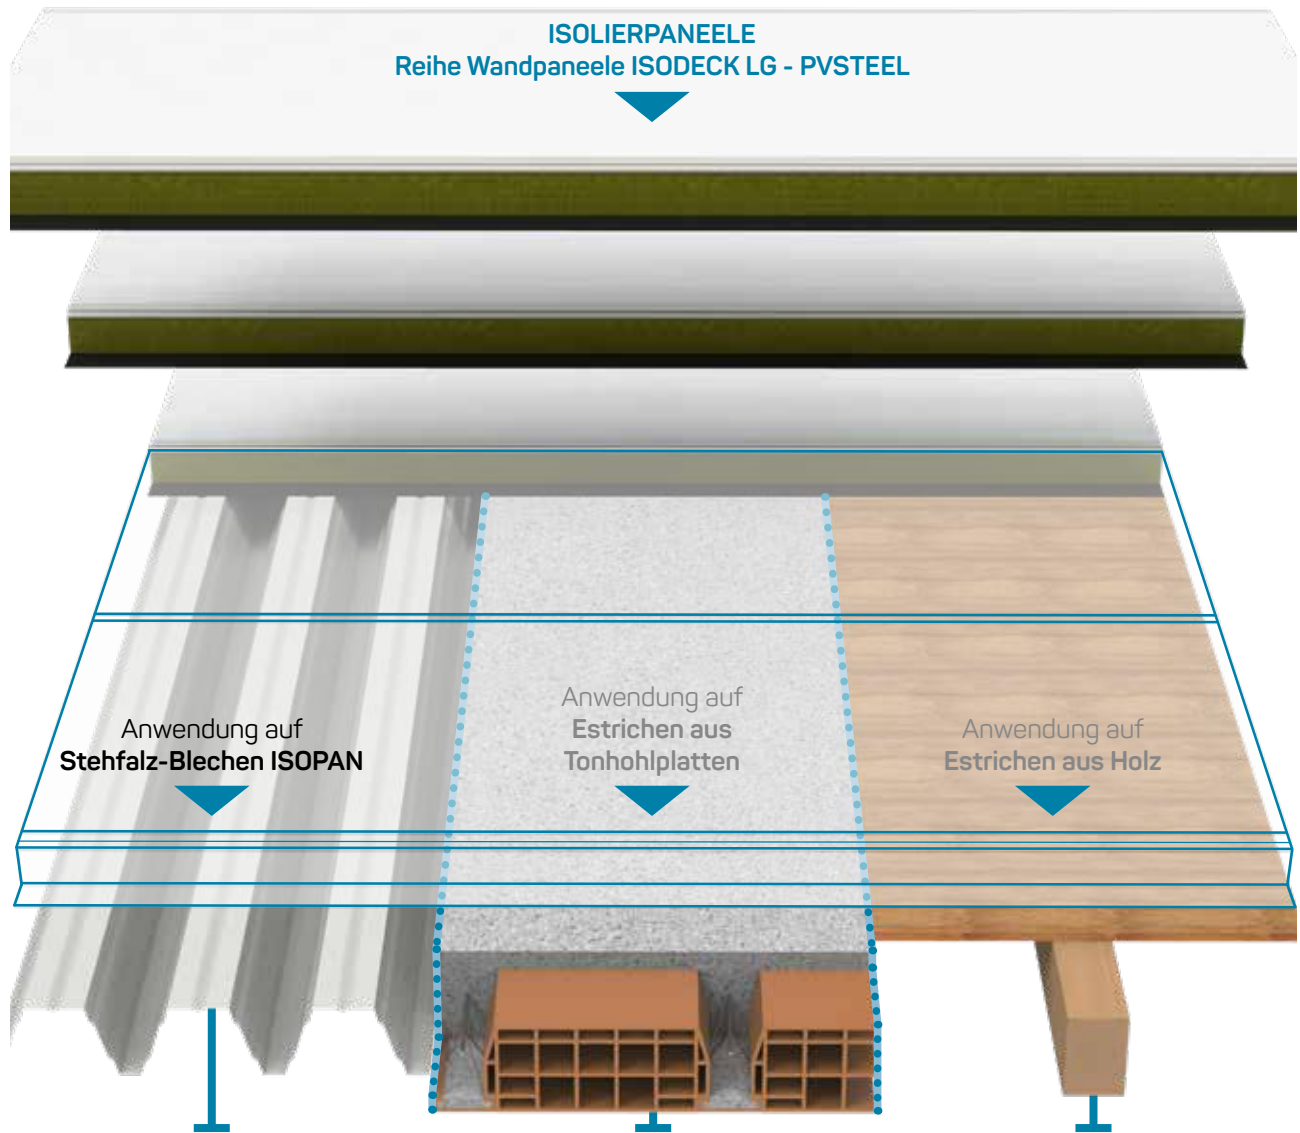 ISOLIERPANEELE
Reihe Wandpaneele ISODECK LG - PVSTEEL
Anwendung auf
Stehfalz-Blechen ISOPAN
Anwendung auf
Estrichen aus
Tonhohlplatten
Anwendung auf
Estrichen aus Holz